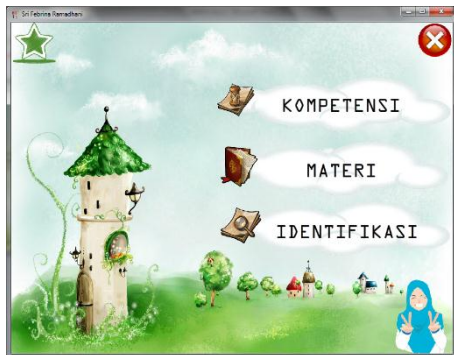 Sri Febrina Ramadhani
KOMPETENSI
MATERI
IDENTIFIKASI